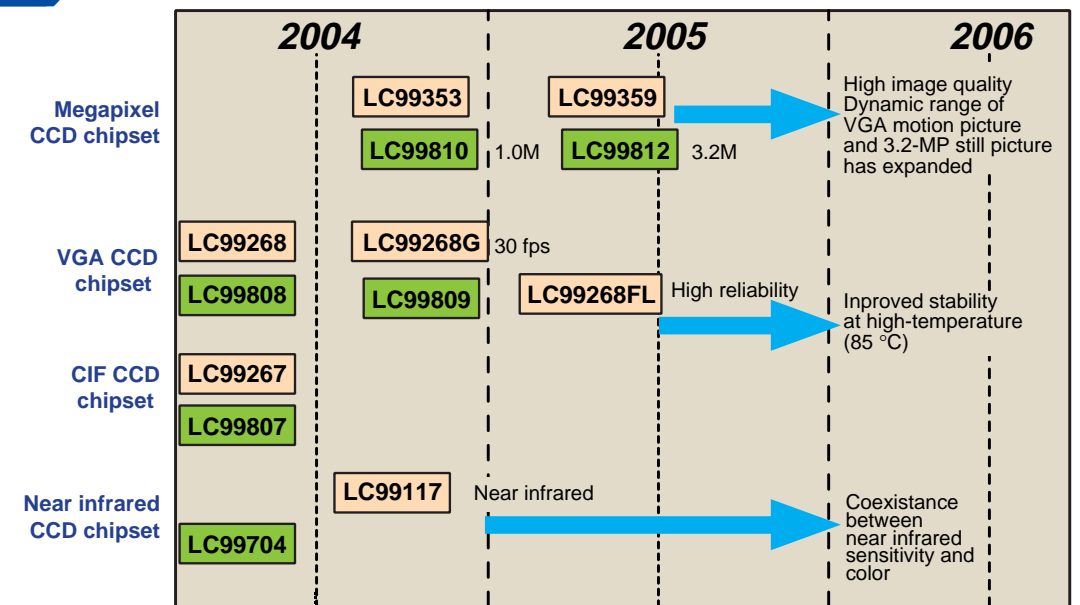 2004 2005 2006
Megapixel
CCD chipset
LC99353
LC99810 1.0M
LC99359
LC99812 3.2M
High image quality
Dynamic range of
VGA motion picture
and 3.2-MP still picture
has expanded
VGA CCD
chipset
LC99268
LC99808
LC99268G 30 fps
LC99809
LC99268FL High reliability
Inproved stability
at high-temperature
(85 °C)
CIF CCD
chipset
LC99267
LC99807
Near infrared
CCD chipset
LC99704
LC99117 Near infrared
Coexistance
between
near infrared
sensitivity and
color